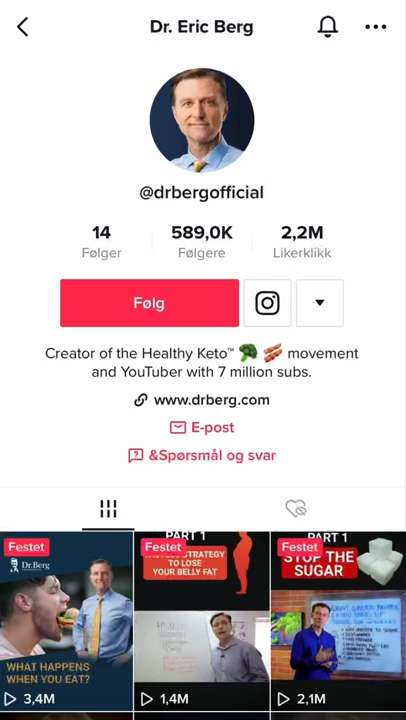 Dr. Eric Berg
@drbergofficial
14 589,0K 2,2M
Følger Følgere Likerklikk
Følg
Creator of the Healthy Keto™ 🥦 🥓 movement
and YouTuber with 7 million subs.
www.drberg.com
E-post
&Spørsmål og svar
Festet
Dr.Berg
WHAT HAPPENS
WHEN YOU EAT?
3,4M
PART 1
Festet
STRATEGY
TO LOSE
YOUR BELLY FAT
1,4M
PART 1
Festet
STOP THE
SUGAR
2,1M